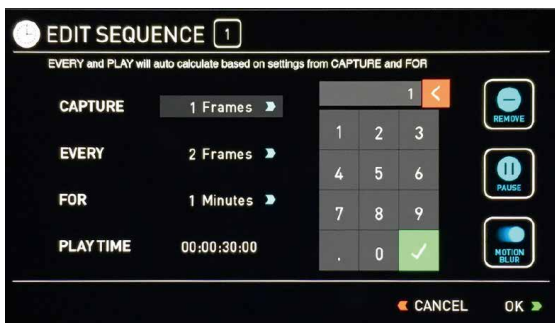 EDIT SEQUENCE 1
EVERY and PLAY will auto calculate based on settings from CAPTURE and FOR
CAPTURE 1 Frames
EVERY 2 Frames
FOR 1 Minutes
PLAY TIME 00:00:30:00
1
1 2 3
4 5 6
7 8 9
. 0
REMOVE
PAUSE
MOTION
BLUR
CANCEL OK